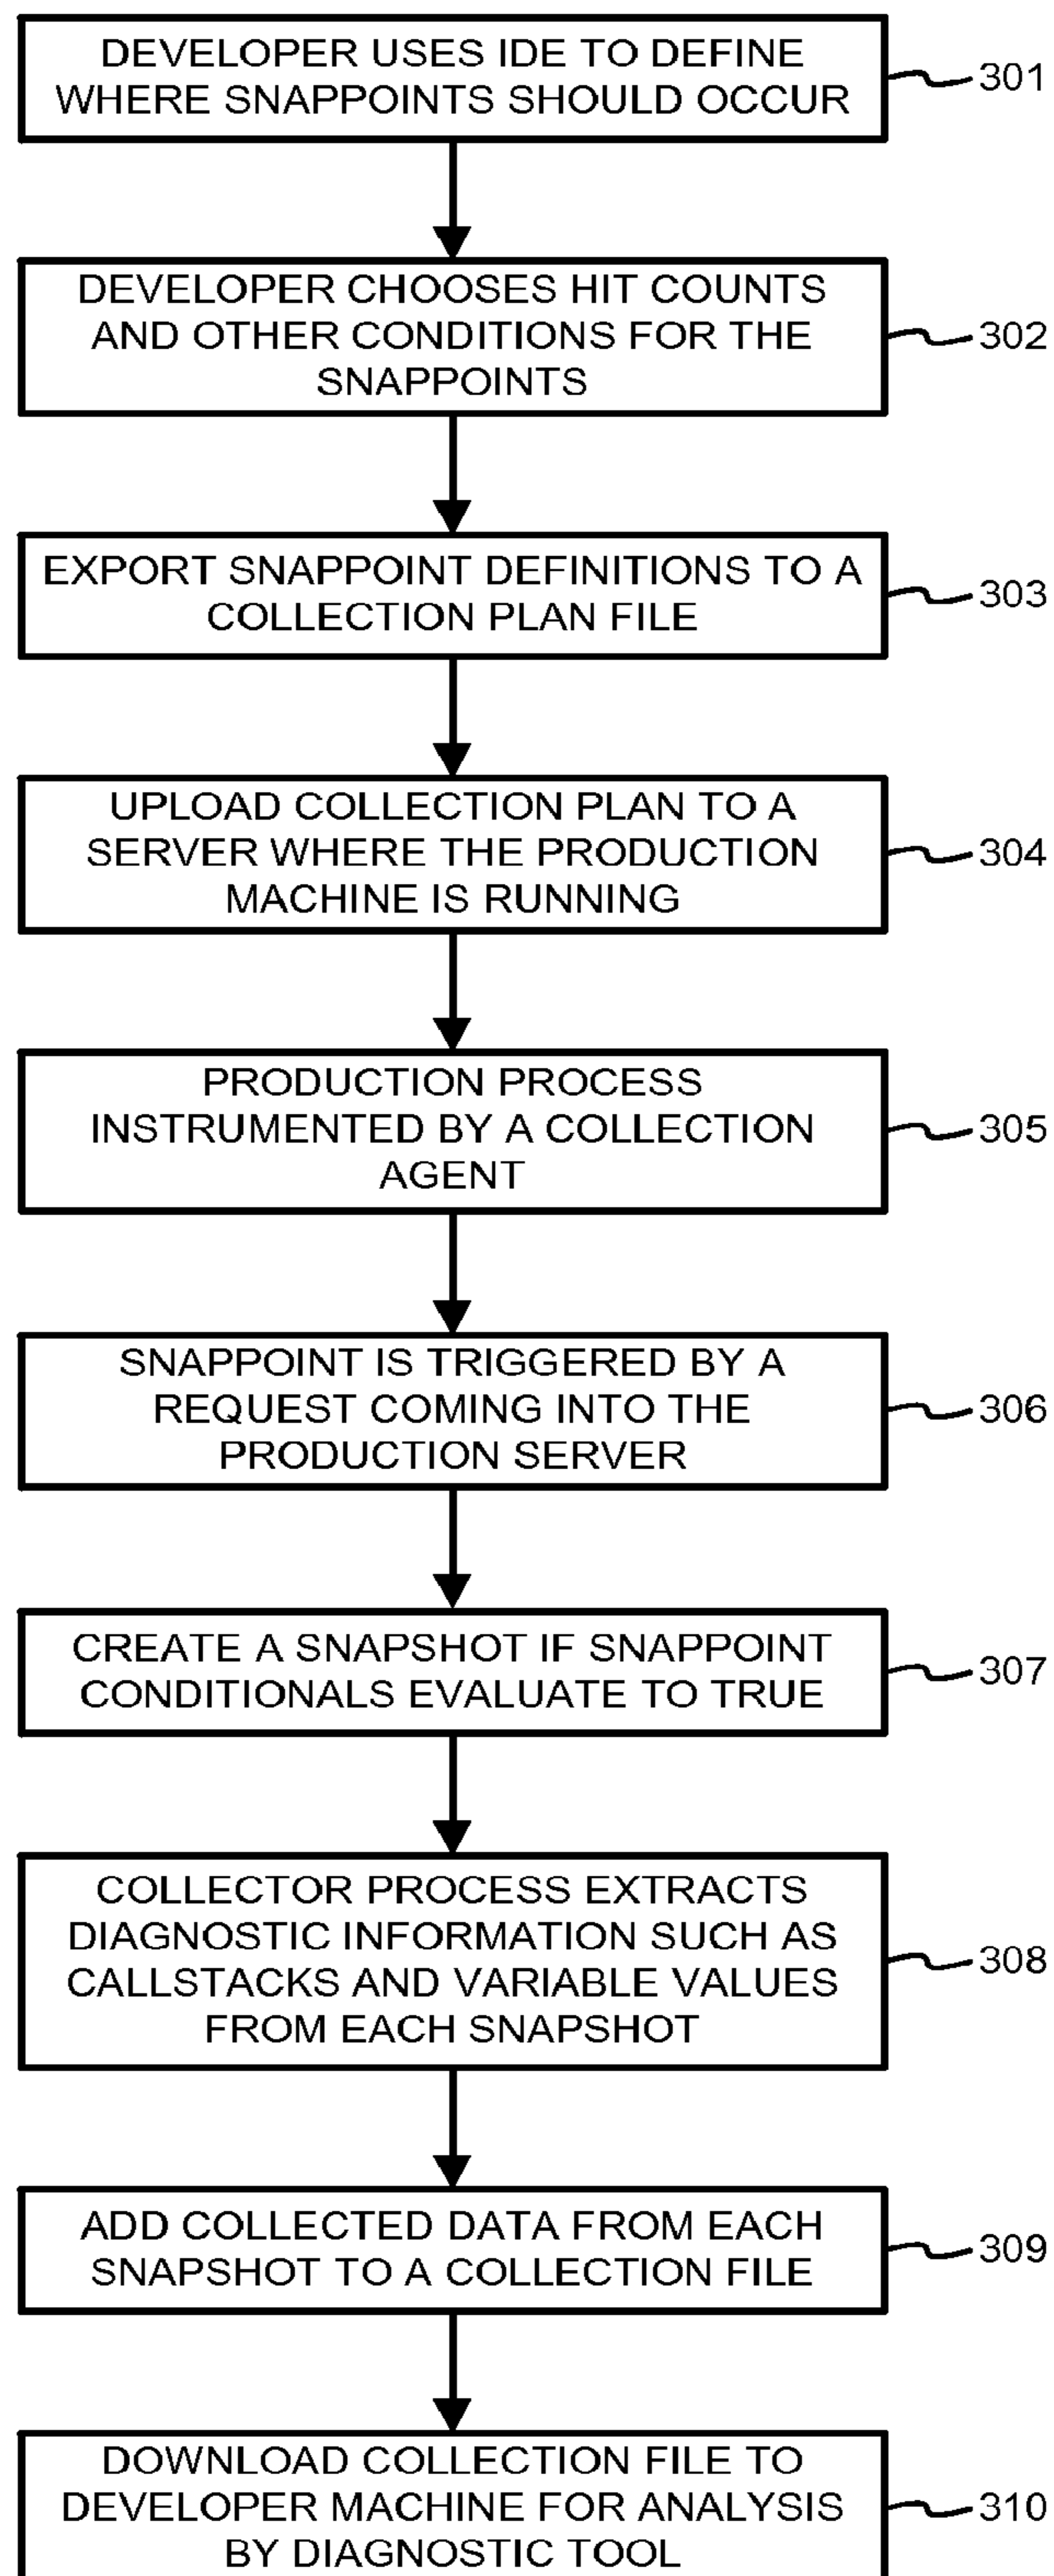 DEVELOPER USES IDE TO DEFINE
WHERE SNAPPOINTS SHOULD OCCUR
301
DEVELOPER CHOOSES HIT COUNTS
AND OTHER CONDITIONS FOR THE
SNAPPOINTS
302
EXPORT SNAPPOINT DEFINITIONS TO A
COLLECTION PLAN FILE
303
UPLOAD COLLECTION PLAN TO A
SERVER WHERE THE PRODUCTION
MACHINE IS RUNNING
304
PRODUCTION PROCESS
INSTRUMENTED BY A COLLECTION
AGENT
305
SNAPPOINT IS TRIGGERED BY A
REQUEST COMING INTO THE
PRODUCTION SERVER
306
CREATE A SNAPSHOT IF SNAPPOINT
CONDITIONALS EVALUATE TO TRUE
307
COLLECTOR PROCESS EXTRACTS
DIAGNOSTIC INFORMATION SUCH AS
CALLSTACKS AND VARIABLE VALUES
FROM EACH SNAPSHOT
308
ADD COLLECTED DATA FROM EACH
SNAPSHOT TO A COLLECTION FILE
309
DOWNLOAD COLLECTION FILE TO
DEVELOPER MACHINE FOR ANALYSIS
BY DIAGNOSTIC TOOL
310